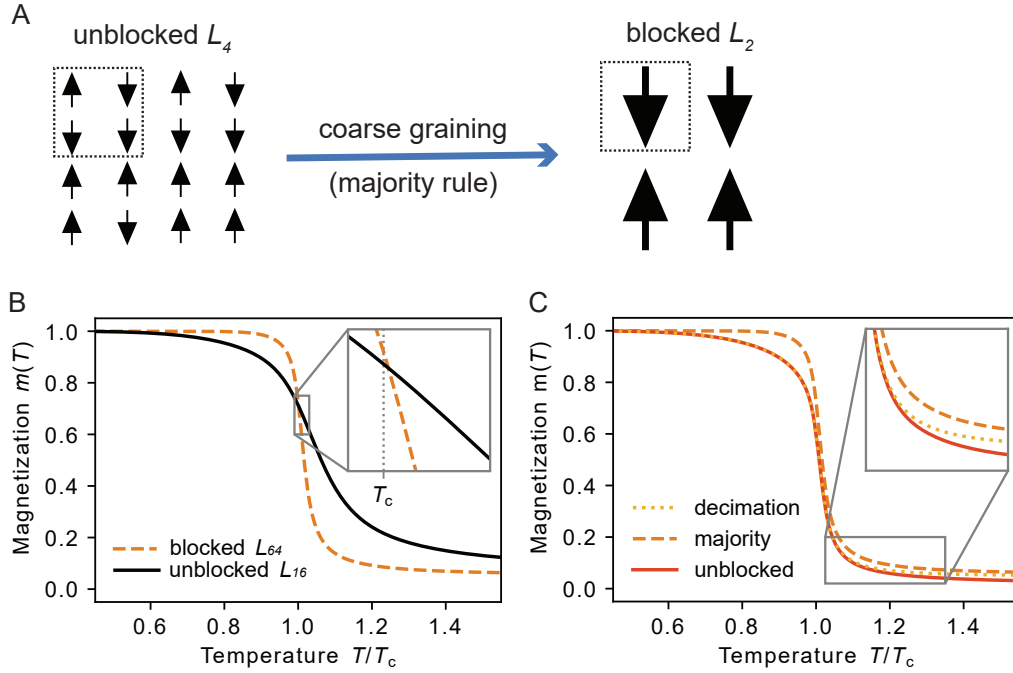 A
unblocked L4
blocked L2
coarse graining
(majority rule)
B
Magnetization m(T)
1.0
0.8
0.6
0.4
0.2
0.0
Tc
blocked L64
unblocked L16
0.6
0.8
1.0
1.2
1.4
Temperature T/Tc
C
Magnetization m(T)
1.0
0.8
0.6
0.4
0.2
0.0
decimation
majority
unblocked
0.6
0.8
1.0
1.2
1.4
Temperature T/Tc